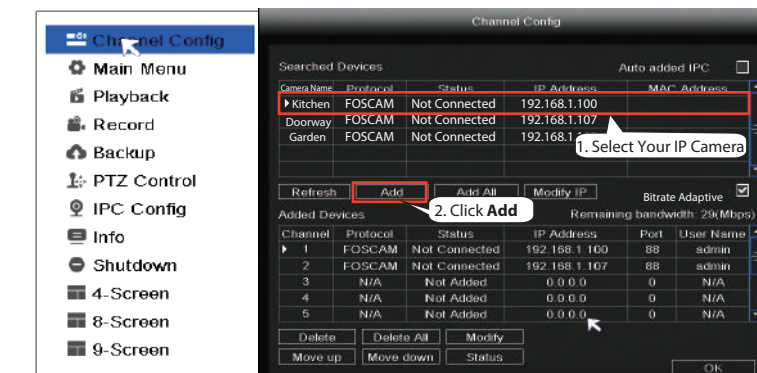 Channel Config
Main Menu
Playback
Record
Backup
PTZ Control
IPC Config
Info
Shutdown
4-Screen
8-Screen
9-Screen
Channel Config
Searched Devices Auto added IPC
Camera Name Protocol Status IP Address MAC Address
Kitchen FOSCAM Not Connected 192.168.1.100
Doorway FOSCAM Not Connected 192.168.1.107
Garden FOSCAM Not Connected
1. Select Your IP Camera
Refresh Add Add All Modify IP Bitrate Adaptive
2. Click Add
Added Devices Remaining bandwidth: 29(Mbps)
Channel Protocol Status IP Address Port User Name
1 FOSCAM Not Connected 192.168.1.100 88 admin
2 FOSCAM Not Connected 192.168.1.107 88 admin
3 N/A Not Added 0.0.0.0 0 N/A
4 N/A Not Added 0.0.0.0 0 N/A
5 N/A Not Added 0.0.0.0 0 N/A
Delete Delete All Modify
Move up Move down Status
OK